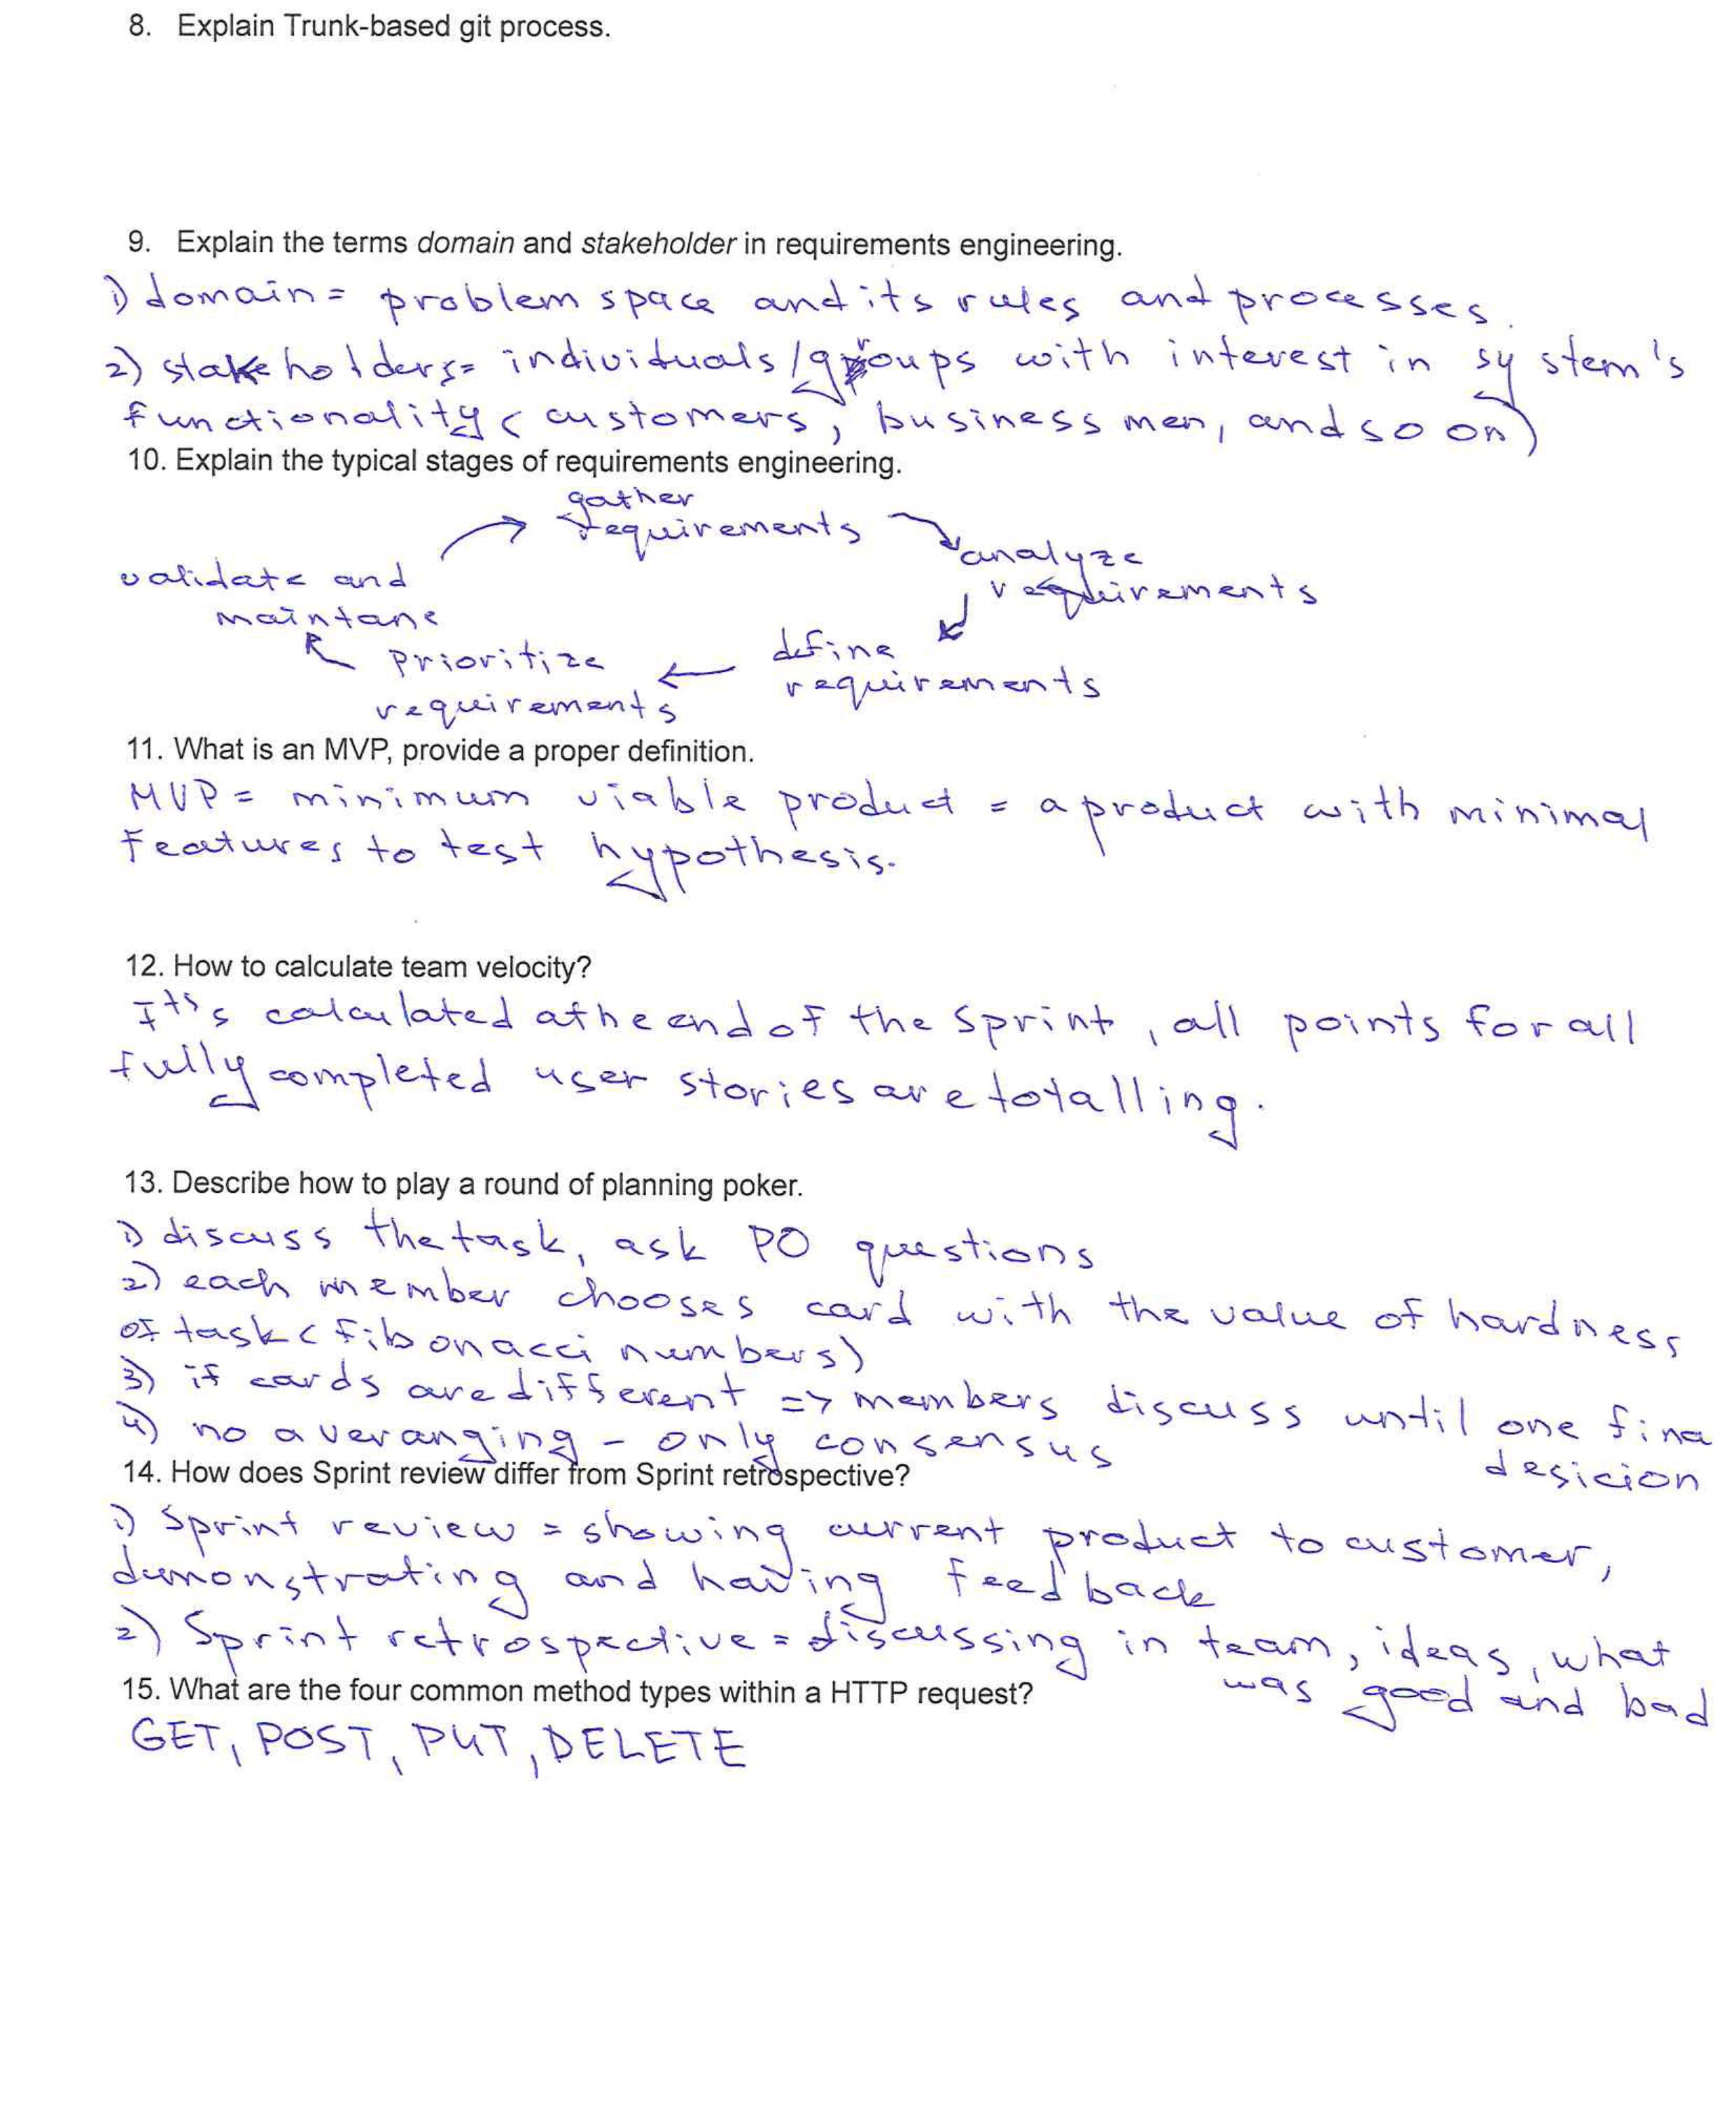 8. Explain Trunk-based git process.
9. Explain the terms domain and stakeholder in requirements engineering.
1) domain = problem space and its rules and processes.
2) stakeholders = individuals/groups with interest in system's
functionality (customers, business men, and so on)
10. Explain the typical stages of requirements engineering.
gather
requirements
analyze
requirements
validate and
maintane
define
requirements
prioritize
requirements
11. What is an MVP, provide a proper definition.
MVP = minimum viable product = a product with minimal
features to test hypothesis.
12. How to calculate team velocity?
It's calculated at he end of the sprint, all points for all
fully completed user stories are totalling.
13. Describe how to play a round of planning poker.
1) discuss the task, ask PO questions
2) each member chooses card with the value of hardness
of task (fibonacci numbers)
3) if cards are different => members discuss until one fina
desicion
4) no averanging - only consensus
14. How does Sprint review differ from Sprint retrospective?
1) Sprint review = showing current product to customer,
demonstrating and having feedback
2) Sprint retrospective = discussing in team, ideas, what
was good and bad
15. What are the four common method types within a HTTP request?
GET, POST, PUT, DELETE